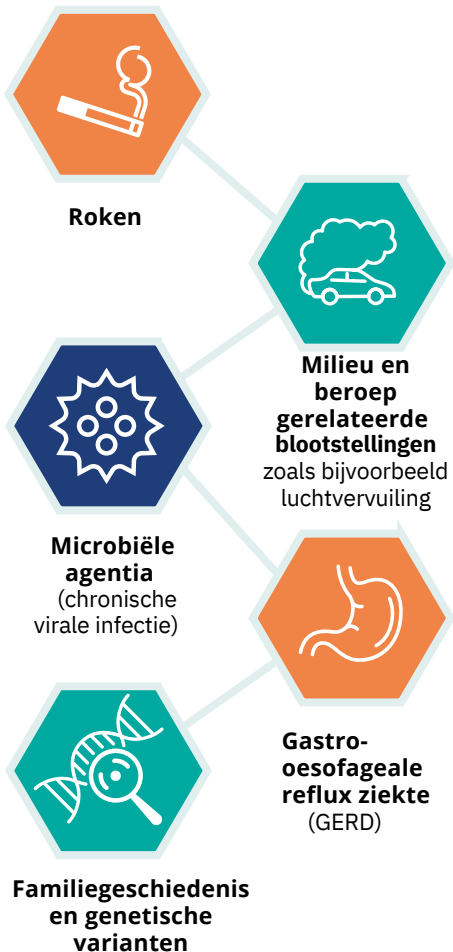 Roken
Milieu en
beroep
gerelateerde
blootstellingen
zoals bijvoorbeeld
luchtvervuiling
Microbiële
agentia
(chronische
virale infectie)
Gastro-
oesofageale
reflux ziekte
(GERD)
Familiegeschiedenis
en genetische
varianten